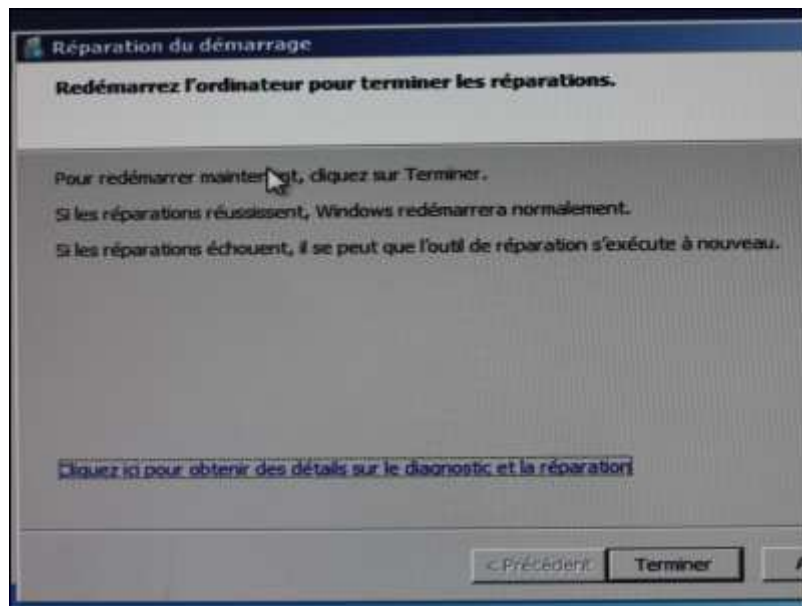 Réparation du démarrage
Redémarrez l'ordinateur pour terminer les réparations.
Pour redémarrer maintenant, cliquez sur Terminer.
Si les réparations réussissent, Windows redémarrera normalement.
Si les réparations échouent, il se peut que l'outil de réparation s'exécute à nouveau.
Cliquez ici pour obtenir des détails sur le diagnostic et la réparation
< Précédent
Terminer